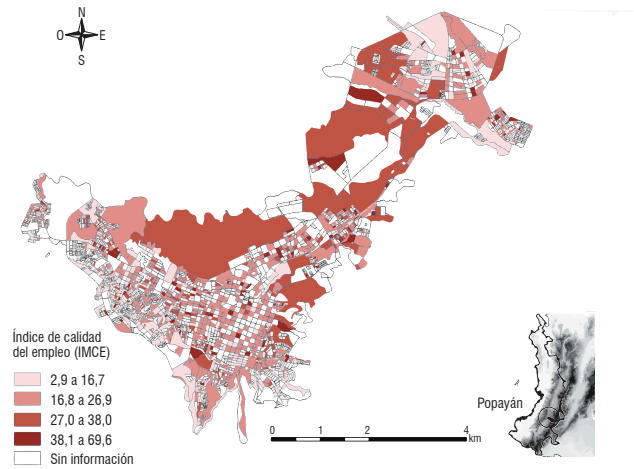 N
O E
S
Índice de calidad
del empleo (IMCE)
2,9 a 16,7
16,8 a 26,9
27,0 a 38,0
38,1 a 69,6
Sin información
0 1 2 4
km
Popayán